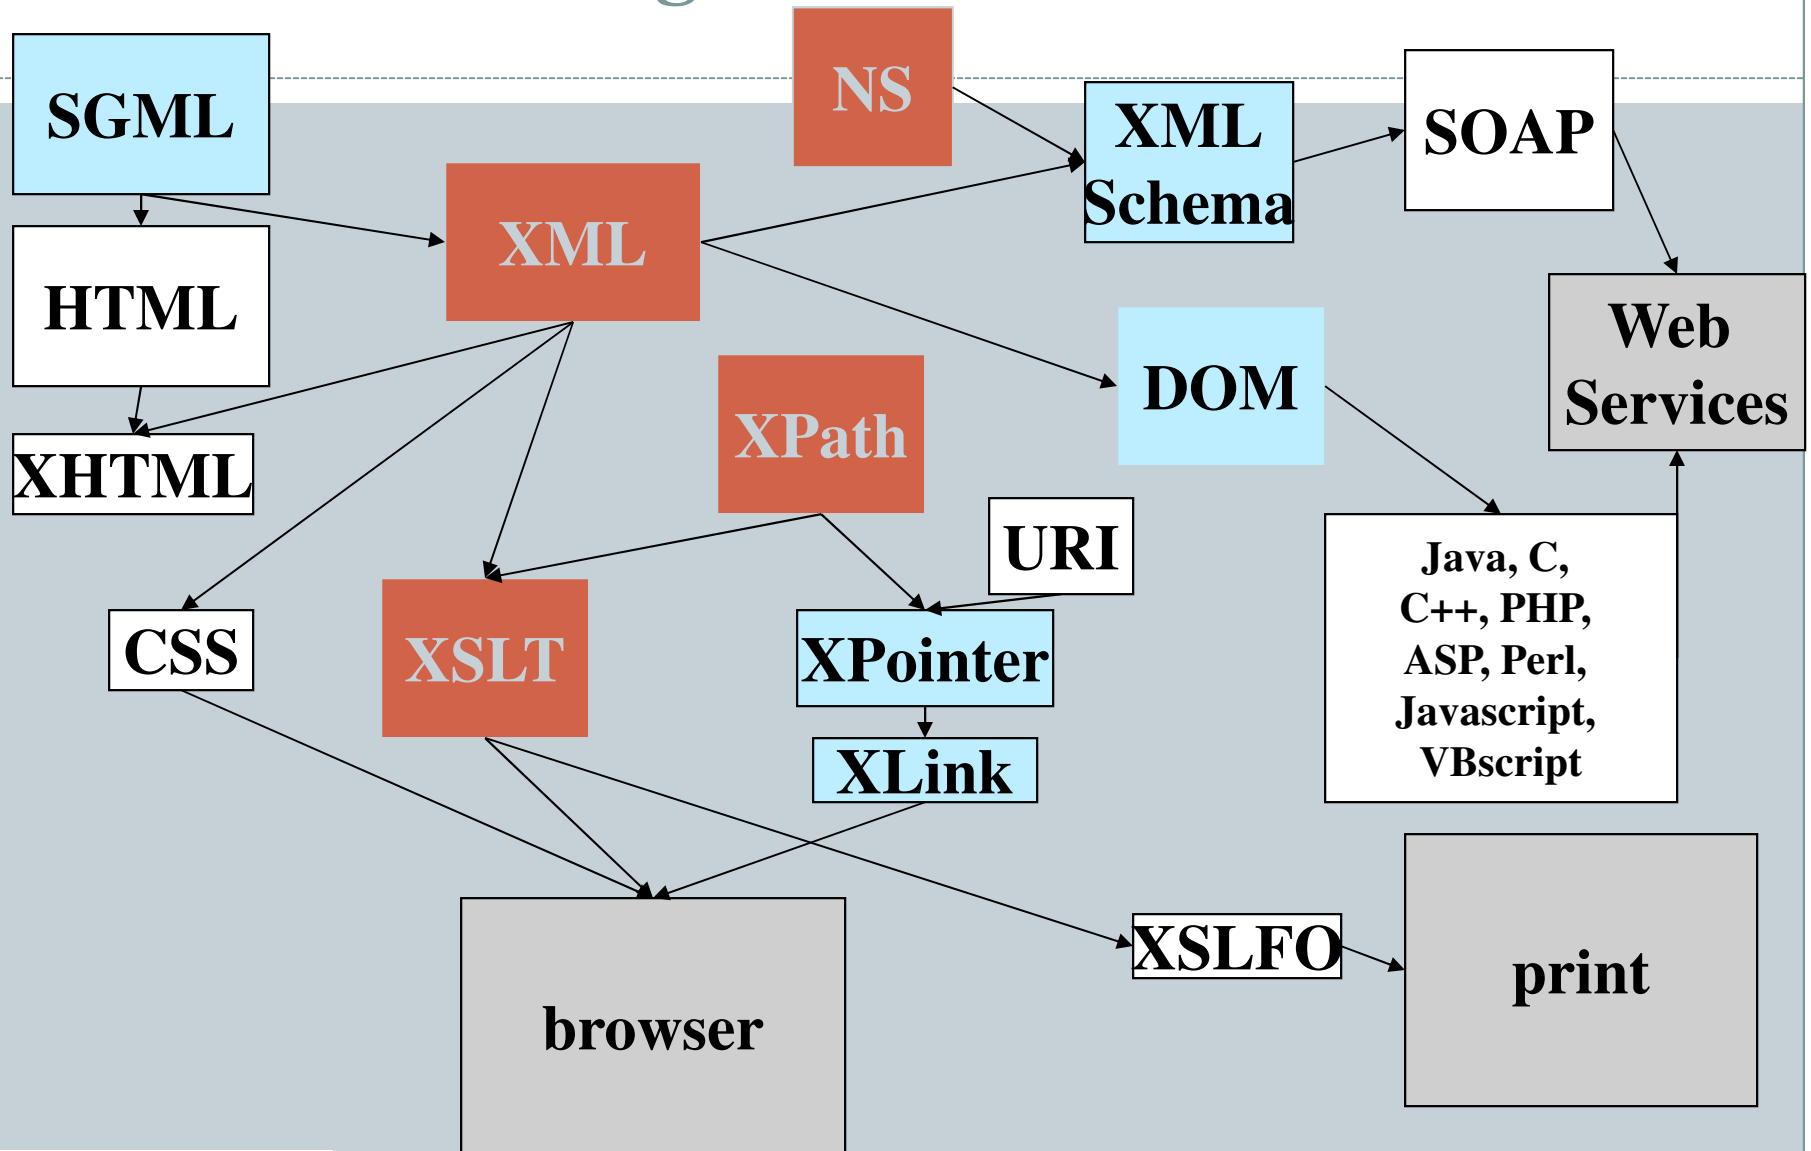 g
NS
SGML
XML
Schema
SOAP
XML
HTML
Web
Services
DOM
XPath
XHTML
URI
Java, C,
C++, PHP,
ASP, Perl,
Javascript,
VBscript
CSS
XSLT
XPointer
XLink
XSLFO
print
browser